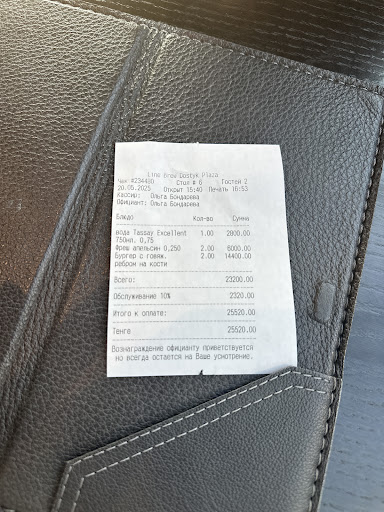 Line Brew Dostyk Plaza
Чек #234480 Стол # 6 Гостей 2
20.05.2025 Открыт 15:40 Печать 16:53
Кассир: Ольга Бондарева
Официант: Ольга Бондарева
Блюдо Кол-во Сумма
вода Tassay Excellent 1.00 2800.00
750мл. 0,75
Фреш апельсин 0,250 2.00 6000.00
Бургер с говяж. 2.00 14400.00
ребром на кости
Всего: 23200.00
Обслуживание 10% 2320.00
Итого к оплате: 25520.00
Тенге 25520.00
Вознаграждение официанту приветствуется
но всегда остается на Ваше усмотрение.